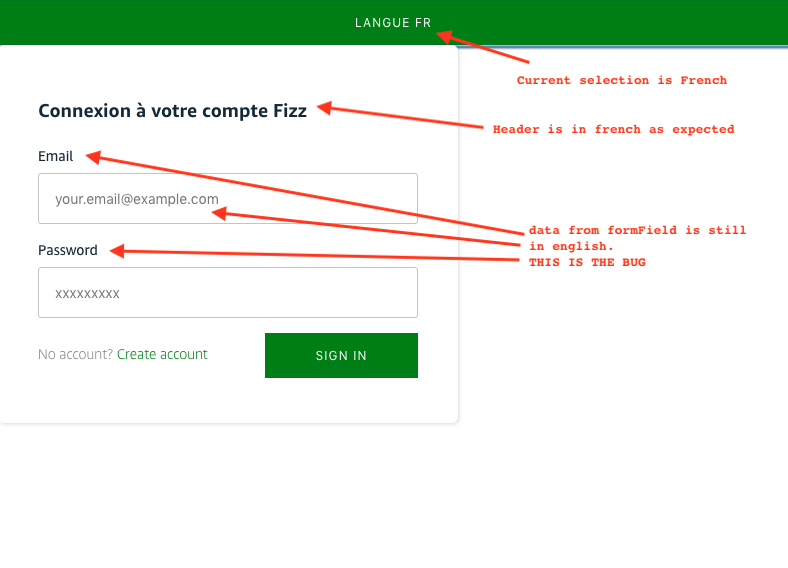 LANGUE FR
Current selection is French
Connexion à votre compte Fizz
Header is in french as expected
Email
your.email@example.com
data from formField is still
in english.
THIS IS THE BUG
Password
xxxxxxxxx
No account? Create account
SIGN IN